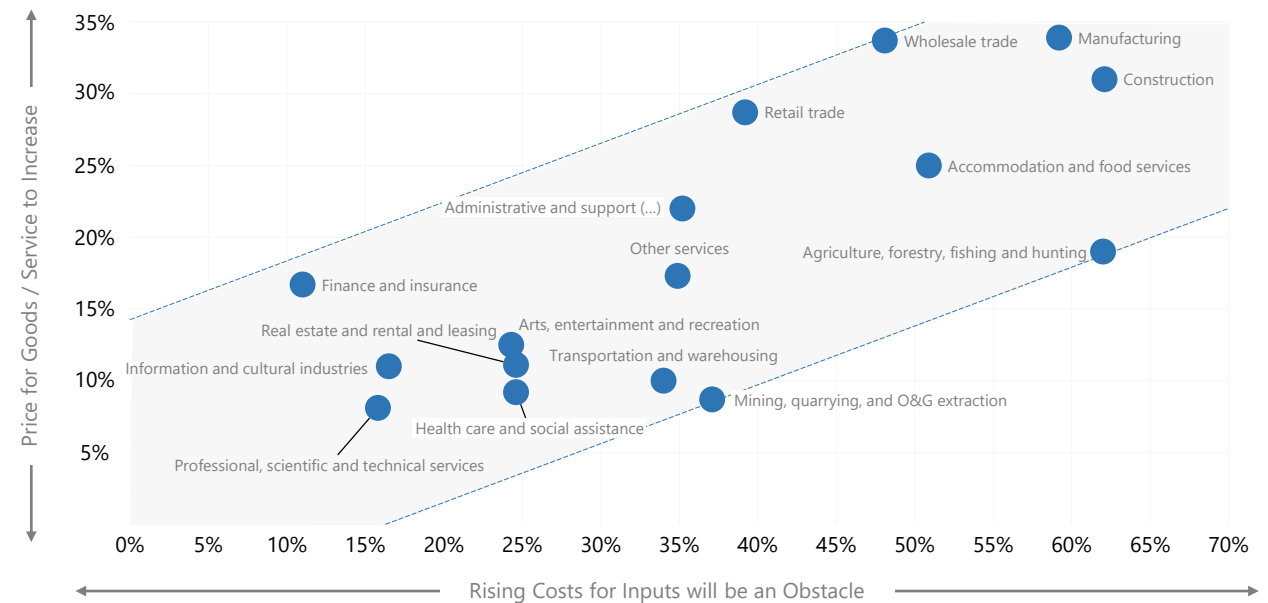 Price for Goods / Service to Increase
35%
30%
25%
20%
15%
10%
5%
Wholesale trade
Manufacturing
Construction
Retail trade
Accommodation and food services
Administrative and support (...)
Other services
Agriculture, forestry, fishing and hunting
Finance and insurance
Real estate and rental and leasing
Arts, entertainment and recreation
Transportation and warehousing
Information and cultural industries
Mining, quarrying, and O&G extraction
Health care and social assistance
Professional, scientific and technical services
0% 5% 10% 15% 20% 25% 30% 35% 40% 45% 50% 55% 60% 65% 70%
Rising Costs for Inputs will be an Obstacle